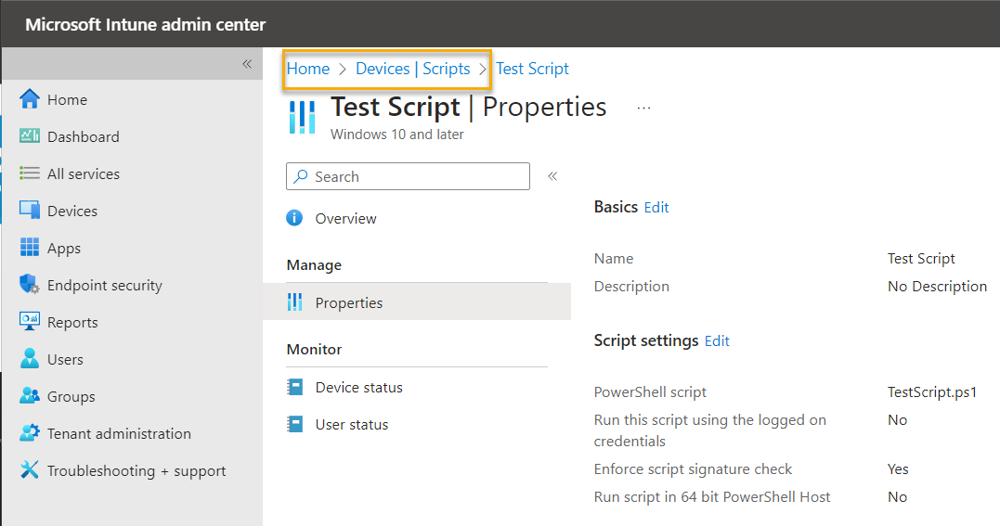 Microsoft Intune admin center
«
Home
Dashboard
All services
Devices
Apps
Endpoint security
Reports
Users
Groups
Tenant administration
Troubleshooting + support
Home > Devices | Scripts > Test Script
Test Script | Properties ...
Windows 10 and later
Search «
Overview
Manage
Properties
Monitor
Device status
User status
Basics Edit
Name Test Script
Description No Description
Script settings Edit
PowerShell script TestScript.ps1
Run this script using the logged on No
credentials
Enforce script signature check Yes
Run script in 64 bit PowerShell Host No